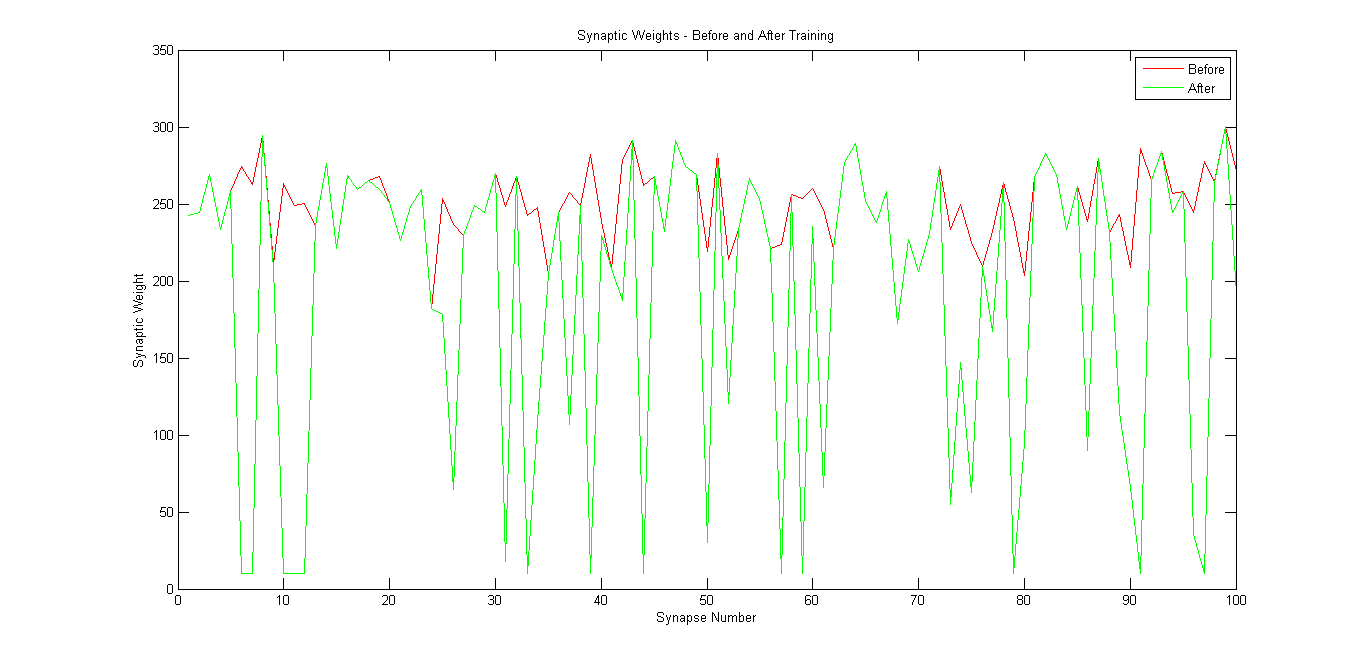 Synaptic Weights - Before and After Training
Before
After
350
300
250
200
150
100
50
0
Synaptic Weight
0 10 20 30 40 50 60 70 80 90 100
Synapse Number